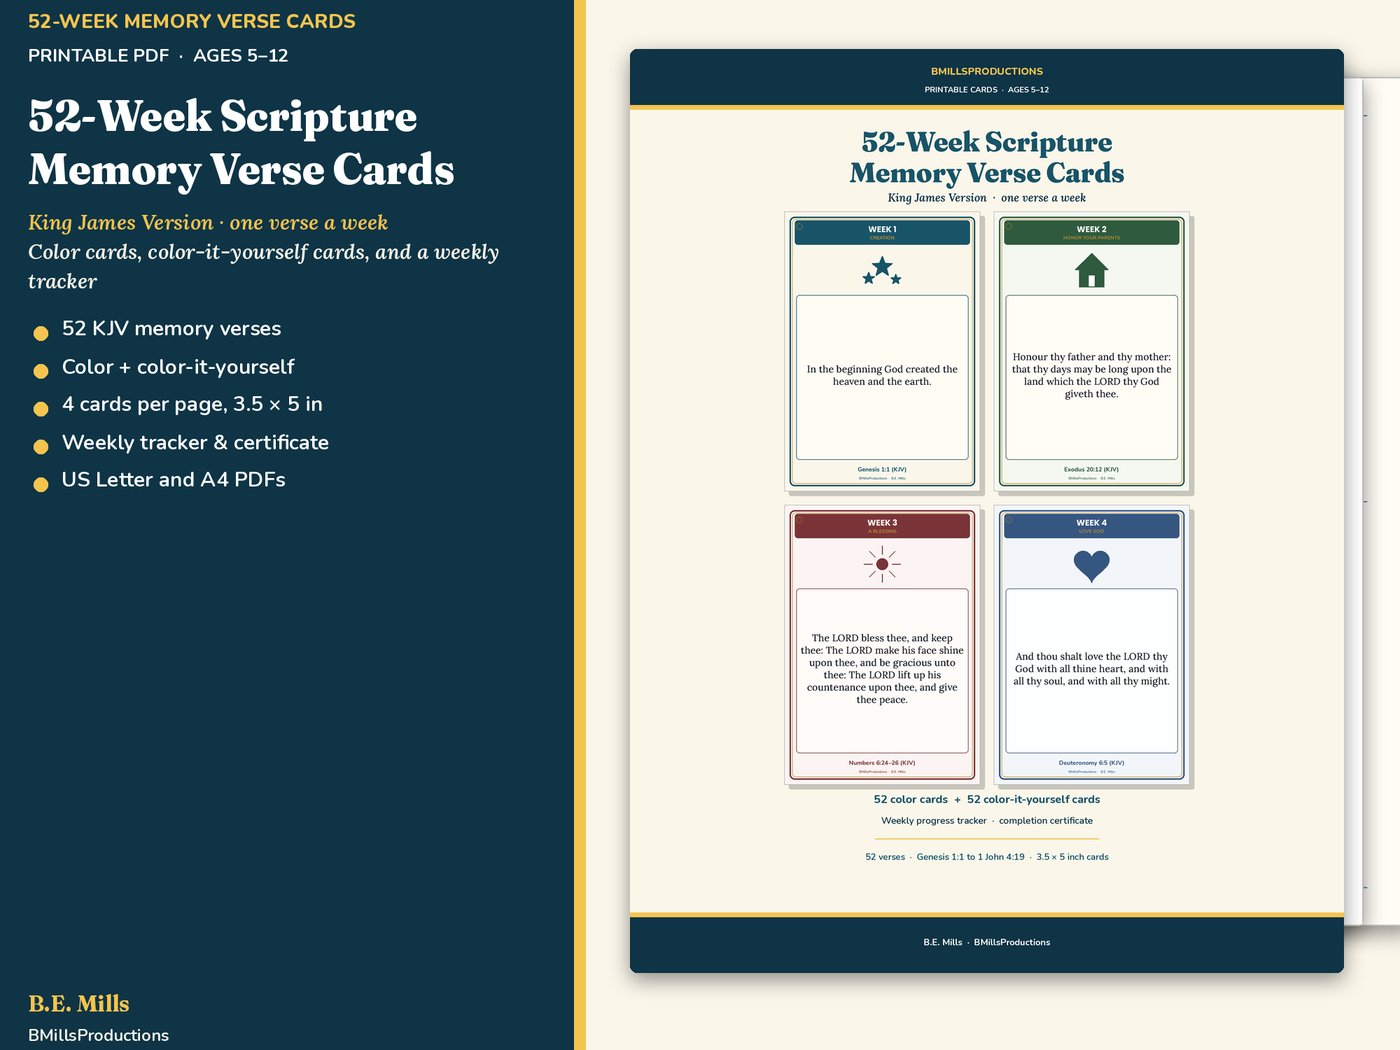 52-WEEK MEMORY VERSE CARDS
PRINTABLE PDF · AGES 5–12
52-Week Scripture
Memory Verse Cards
King James Version · one verse a week
Color cards, color-it-yourself cards, and a weekly
tracker
52 KJV memory verses
Color + color-it-yourself
4 cards per page, 3.5 × 5 in
Weekly tracker & certificate
US Letter and A4 PDFs
B.E. Mills
BMillsProductions
BMILLSPRODUCTIONS
PRINTABLE CARDS · AGES 5–12
52-Week Scripture
Memory Verse Cards
King James Version · one verse a week
WEEK 1
CREATION
In the beginning God created the
heaven and the earth.
Genesis 1:1 (KJV)
BMillsProductions · B.E. Mills
WEEK 2
HONOR YOUR PARENTS
Honour thy father and thy mother:
that thy days may be long upon the
land which the LORD thy God
giveth thee.
Exodus 20:12 (KJV)
BMillsProductions · B.E. Mills
WEEK 3
A BLESSING
The LORD bless thee, and keep
thee: The LORD make his face shine
upon thee, and be gracious unto
thee: The LORD lift up his
countenance upon thee, and give
thee peace.
Numbers 6:24–26 (KJV)
BMillsProductions · B.E. Mills
WEEK 4
LOVE GOD
And thou shalt love the LORD thy
God with all thine heart, and with
all thy soul, and with all thy might.
Deuteronomy 6:5 (KJV)
BMillsProductions · B.E. Mills
52 color cards + 52 color-it-yourself cards
Weekly progress tracker · completion certificate
52 verses · Genesis 1:1 to 1 John 4:19 · 3.5 × 5 inch cards
B.E. Mills · BMillsProductions